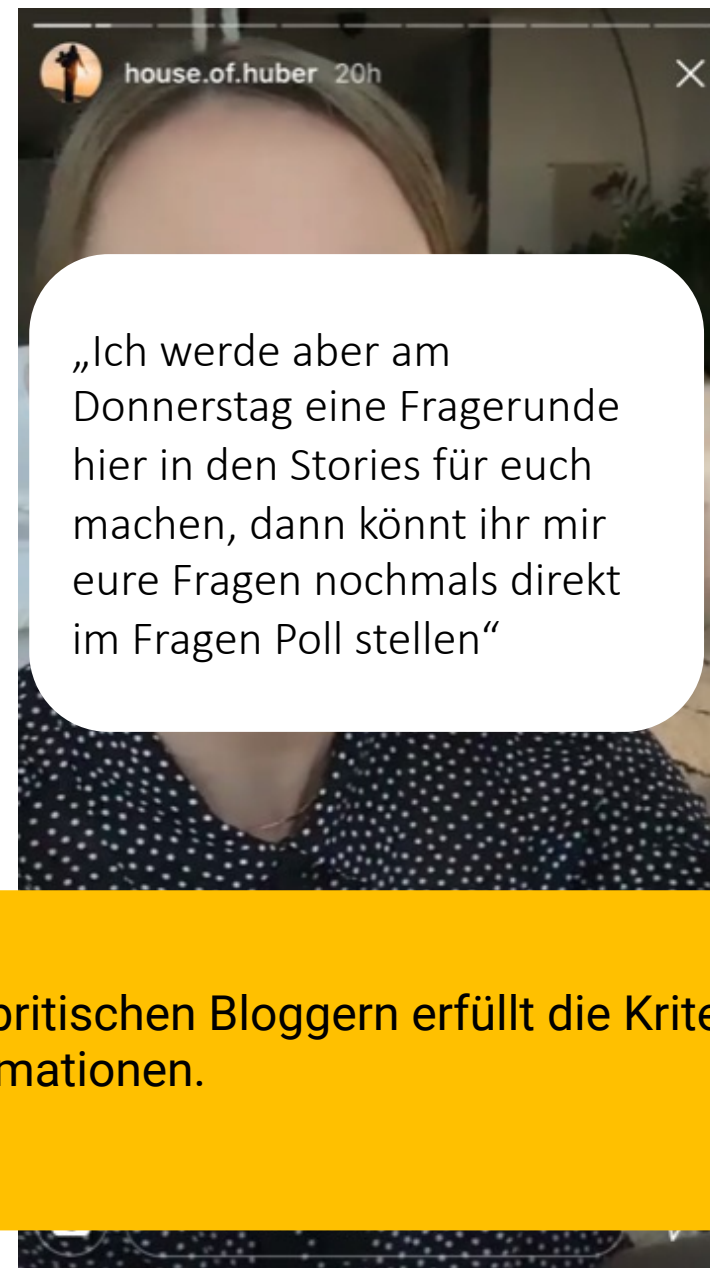 house.of.huber 20h
„Ich werde aber am
Donnerstag eine Fragerunde
hier in den Stories für euch
machen, dann könnt ihr mir
eure Fragen nochmals direkt
im Fragen Poll stellen“
britischen Bloggern erfüllt die Krite
mationen.